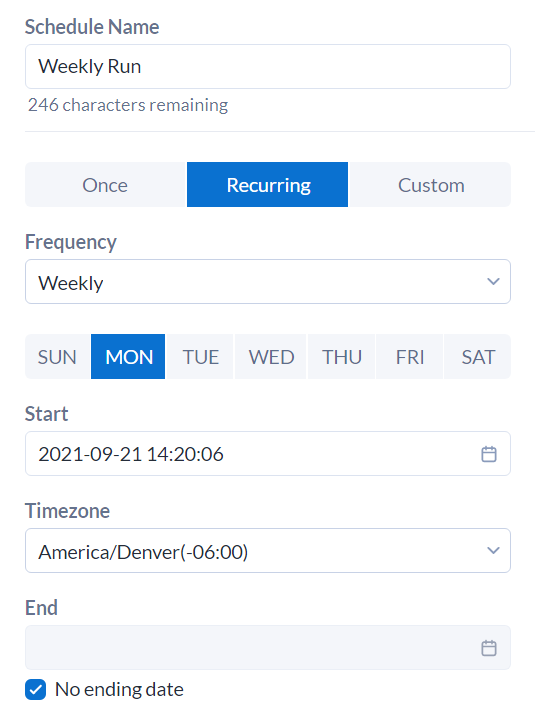 Schedule Name
Weekly Run
246 characters remaining
Once Recurring Custom
Frequency
Weekly
SUN MON TUE WED THU FRI SAT
Start
2021-09-21 14:20:06
Timezone
America/Denver(-06:00)
End
No ending date